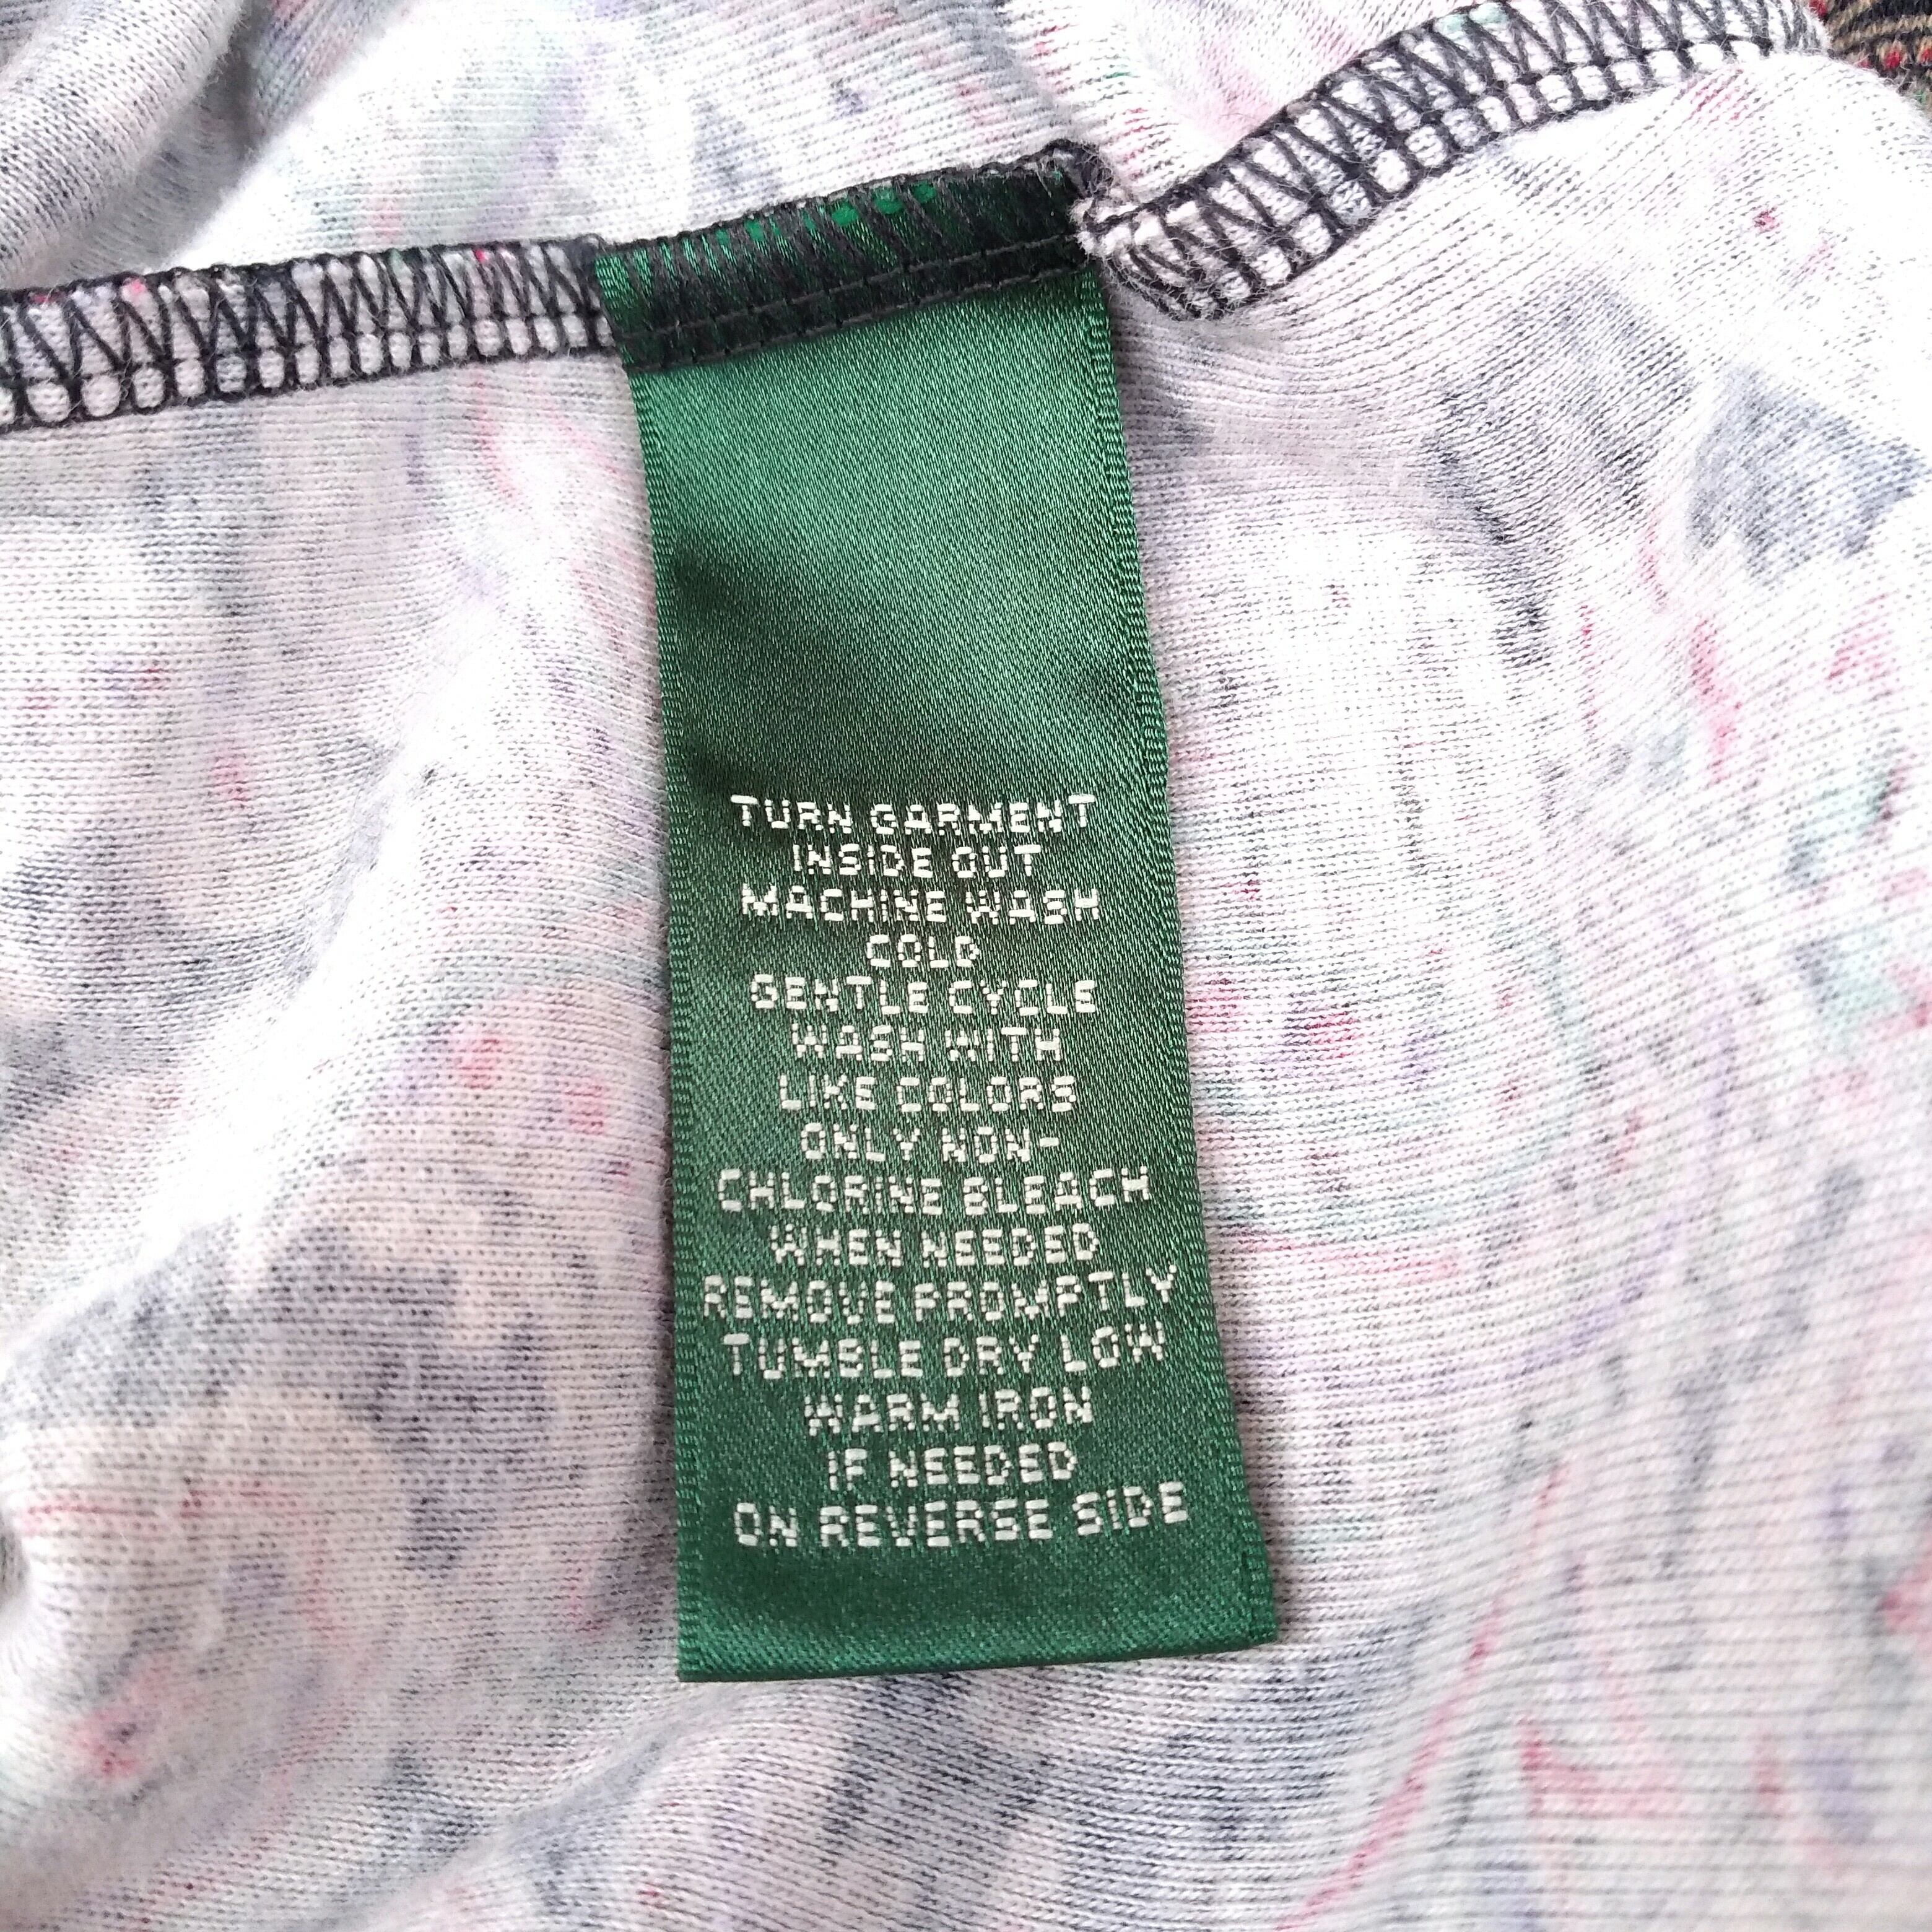 TURN GARMENT
INSIDE OUT
MACHINE WASH
COLD
GENTLE CYCLE
WASH WITH
LIKE COLORS
ONLY NON-
CHLORINE BLEACH
WHEN NEEDED
REMOVE PROMPTLY
TUMBLE DRY LOW
WARM IRON
IF NEEDED
ON REVERSE SIDE